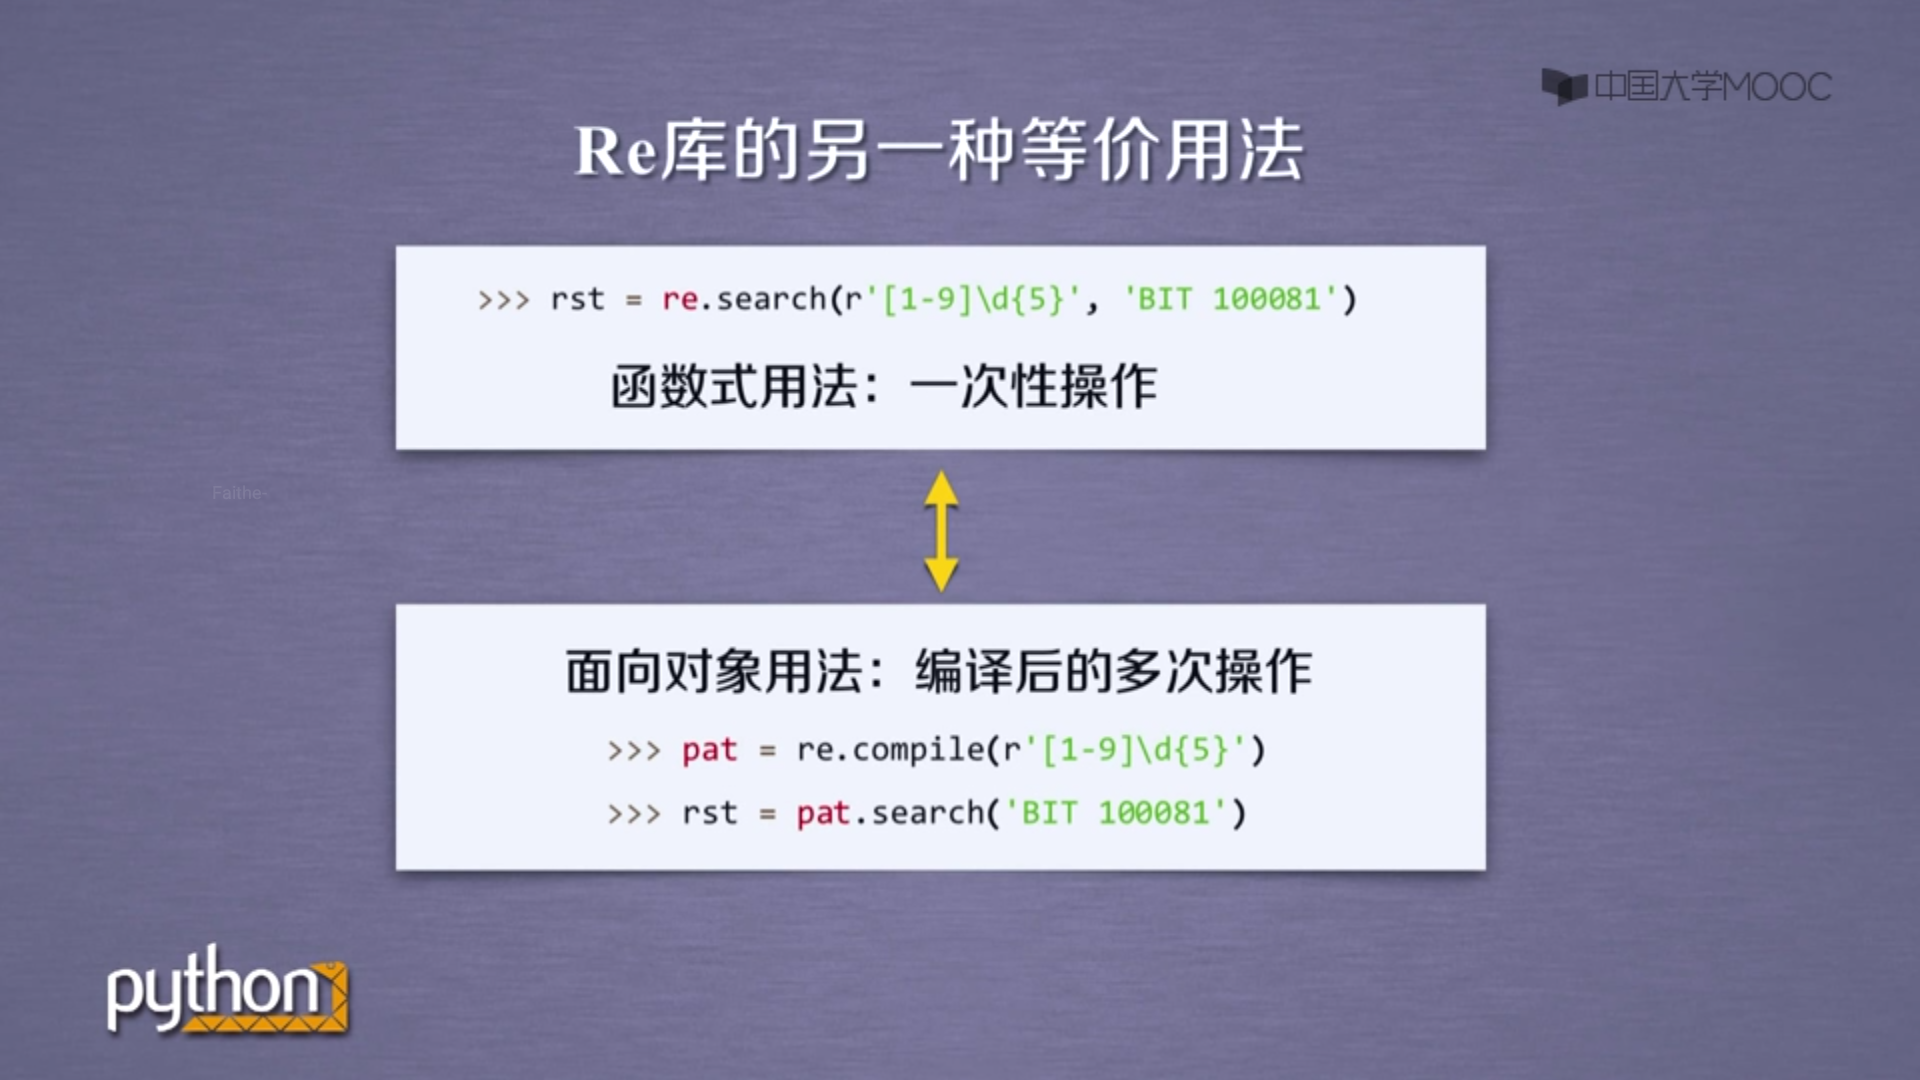 中国大学MOOC
Re库的另一种等价用法
>>> rst = re.search(r'[1-9]\d{5}', 'BIT 100081')
函数式用法：一次性操作
Faithe-
面向对象用法：编译后的多次操作
>>> pat = re.compile(r'[1-9]\d{5}')
>>> rst = pat.search('BIT 100081')
python